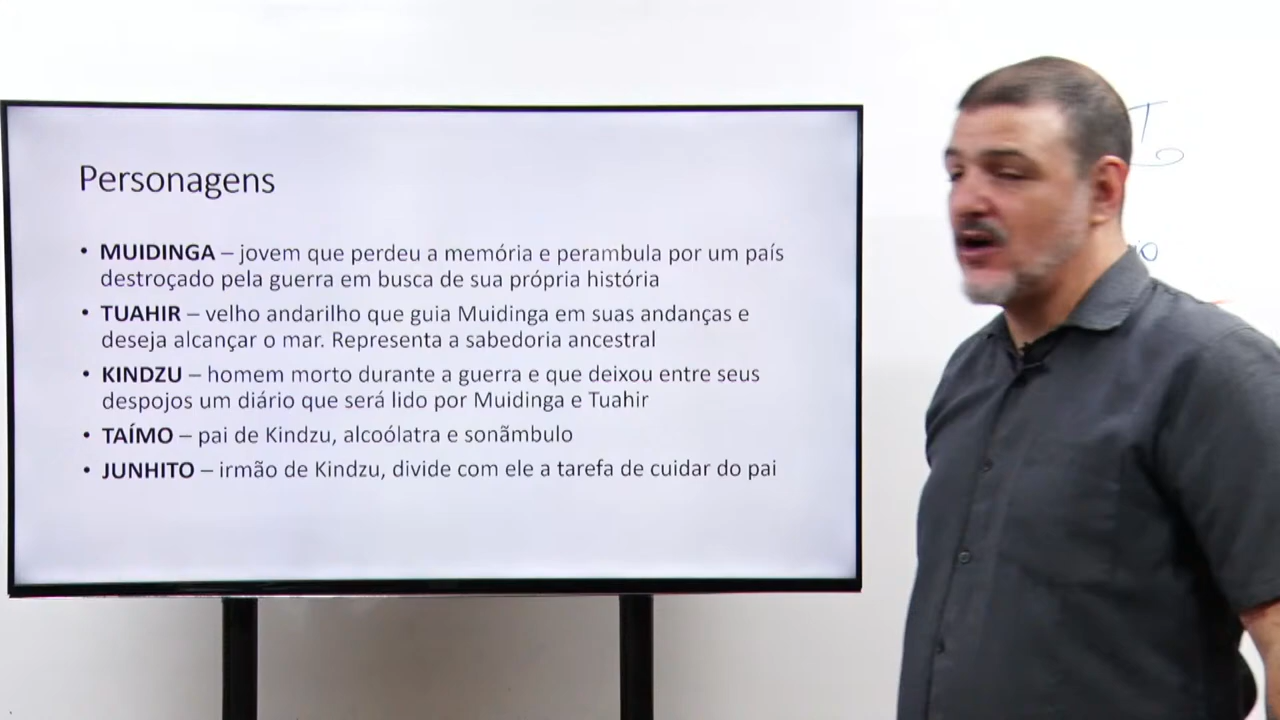 Personagens
• MUIDINGA – jovem que perdeu a memória e perambula por um país
destroçado pela guerra em busca de sua própria história
• TUAHIR – velho andarilho que guia Muidinga em suas andanças e
deseja alcançar o mar. Representa a sabedoria ancestral
• KINDZU – homem morto durante a guerra e que deixou entre seus
despojos um diário que será lido por Muidinga e Tuahir
• TAÍMO – pai de Kindzu, alcoólatra e sonãmbulo
• JUNHITO – irmão de Kindzu, divide com ele a tarefa de cuidar do pai